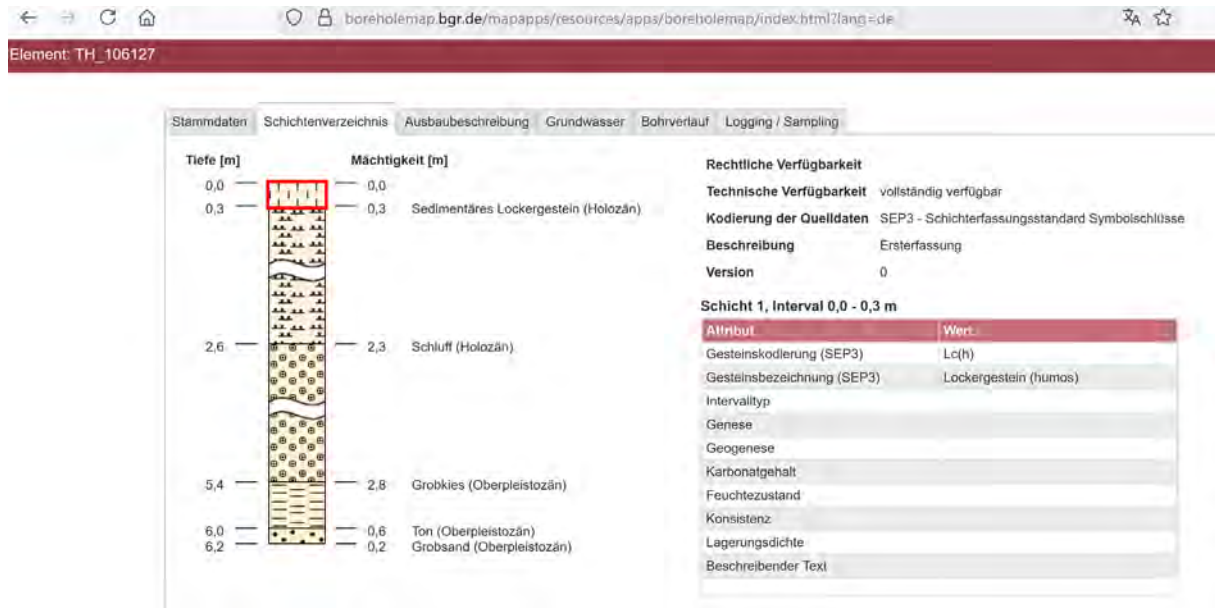 boreholemap.bgr.de/mapapps/resources/apps/boreholemap/index.html?lang=de
Element: TH_106127
Stammdaten Schichtenverzeichnis Ausbaubeschreibung Grundwasser Bohrverlauf Logging / Sampling
Tiefe [m] Mächtigkeit [m]
0,0 0,0
0,3 0,3 Sedimentäres Lockergestein (Holozän)
2,6 2,3 Schluff (Holozän)
5,4 2,8 Grobkies (Oberpleistozän)
6,0 0,6 Ton (Oberpleistozän)
6,2 0,2 Grobsand (Oberpleistozän)
Rechtliche Verfügbarkeit
Technische Verfügbarkeit vollständig verfügbar
Kodierung der Quelldaten SEP3 - Schichterfassungsstandard Symbolschlüsse
Beschreibung Ersterfassung
Version 0
Schicht 1, Interval 0,0 - 0,3 m
Attribut Wert
Gesteinskodierung (SEP3) Lc(h)
Gesteinsbezeichnung (SEP3) Lockergestein (humos)
Intervalltyp
Genese
Geogenese
Karbonatgehalt
Feuchtezustand
Konsistenz
Lagerungsdichte
Beschreibender Text